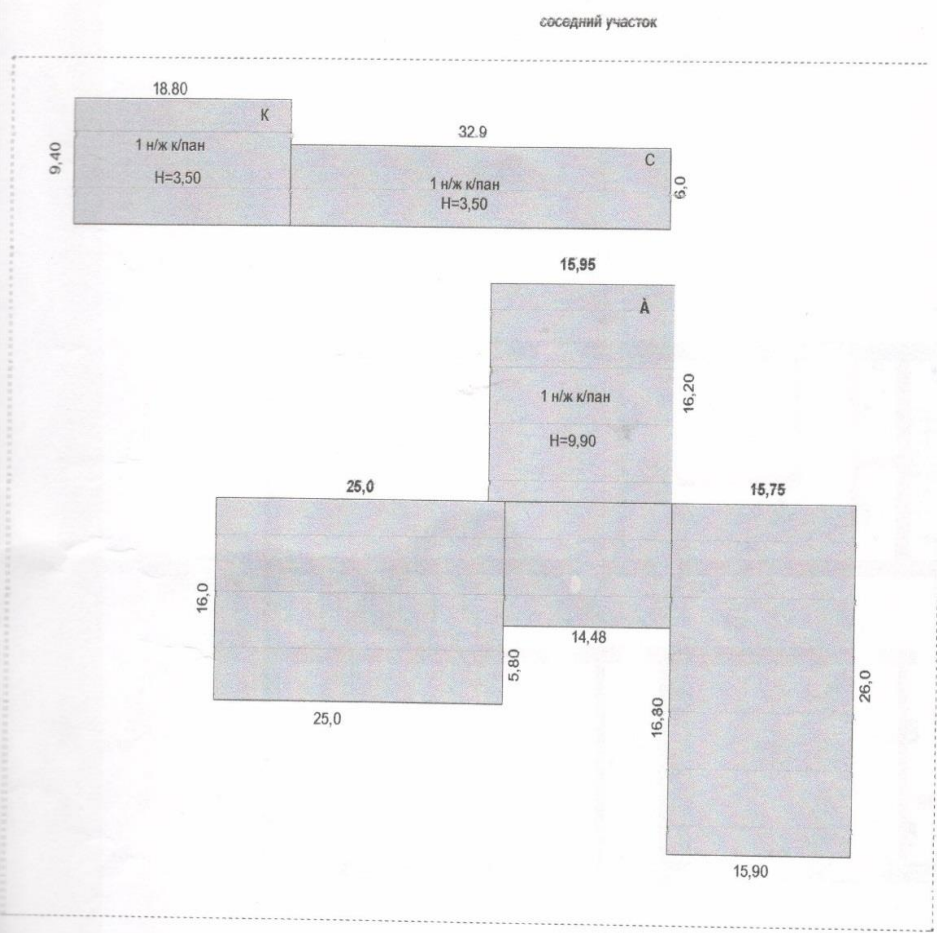 соседний участок
18.80
К
9,40
1 н/ж к/пан
Н=3,50
32.9
С
1 н/ж к/пан
Н=3,50
6,0
15,95
À
16,20
1 н/ж к/пан
Н=9,90
25,0
15,75
16,0
14,48
5,80
25,0
16,80
26,0
15,90